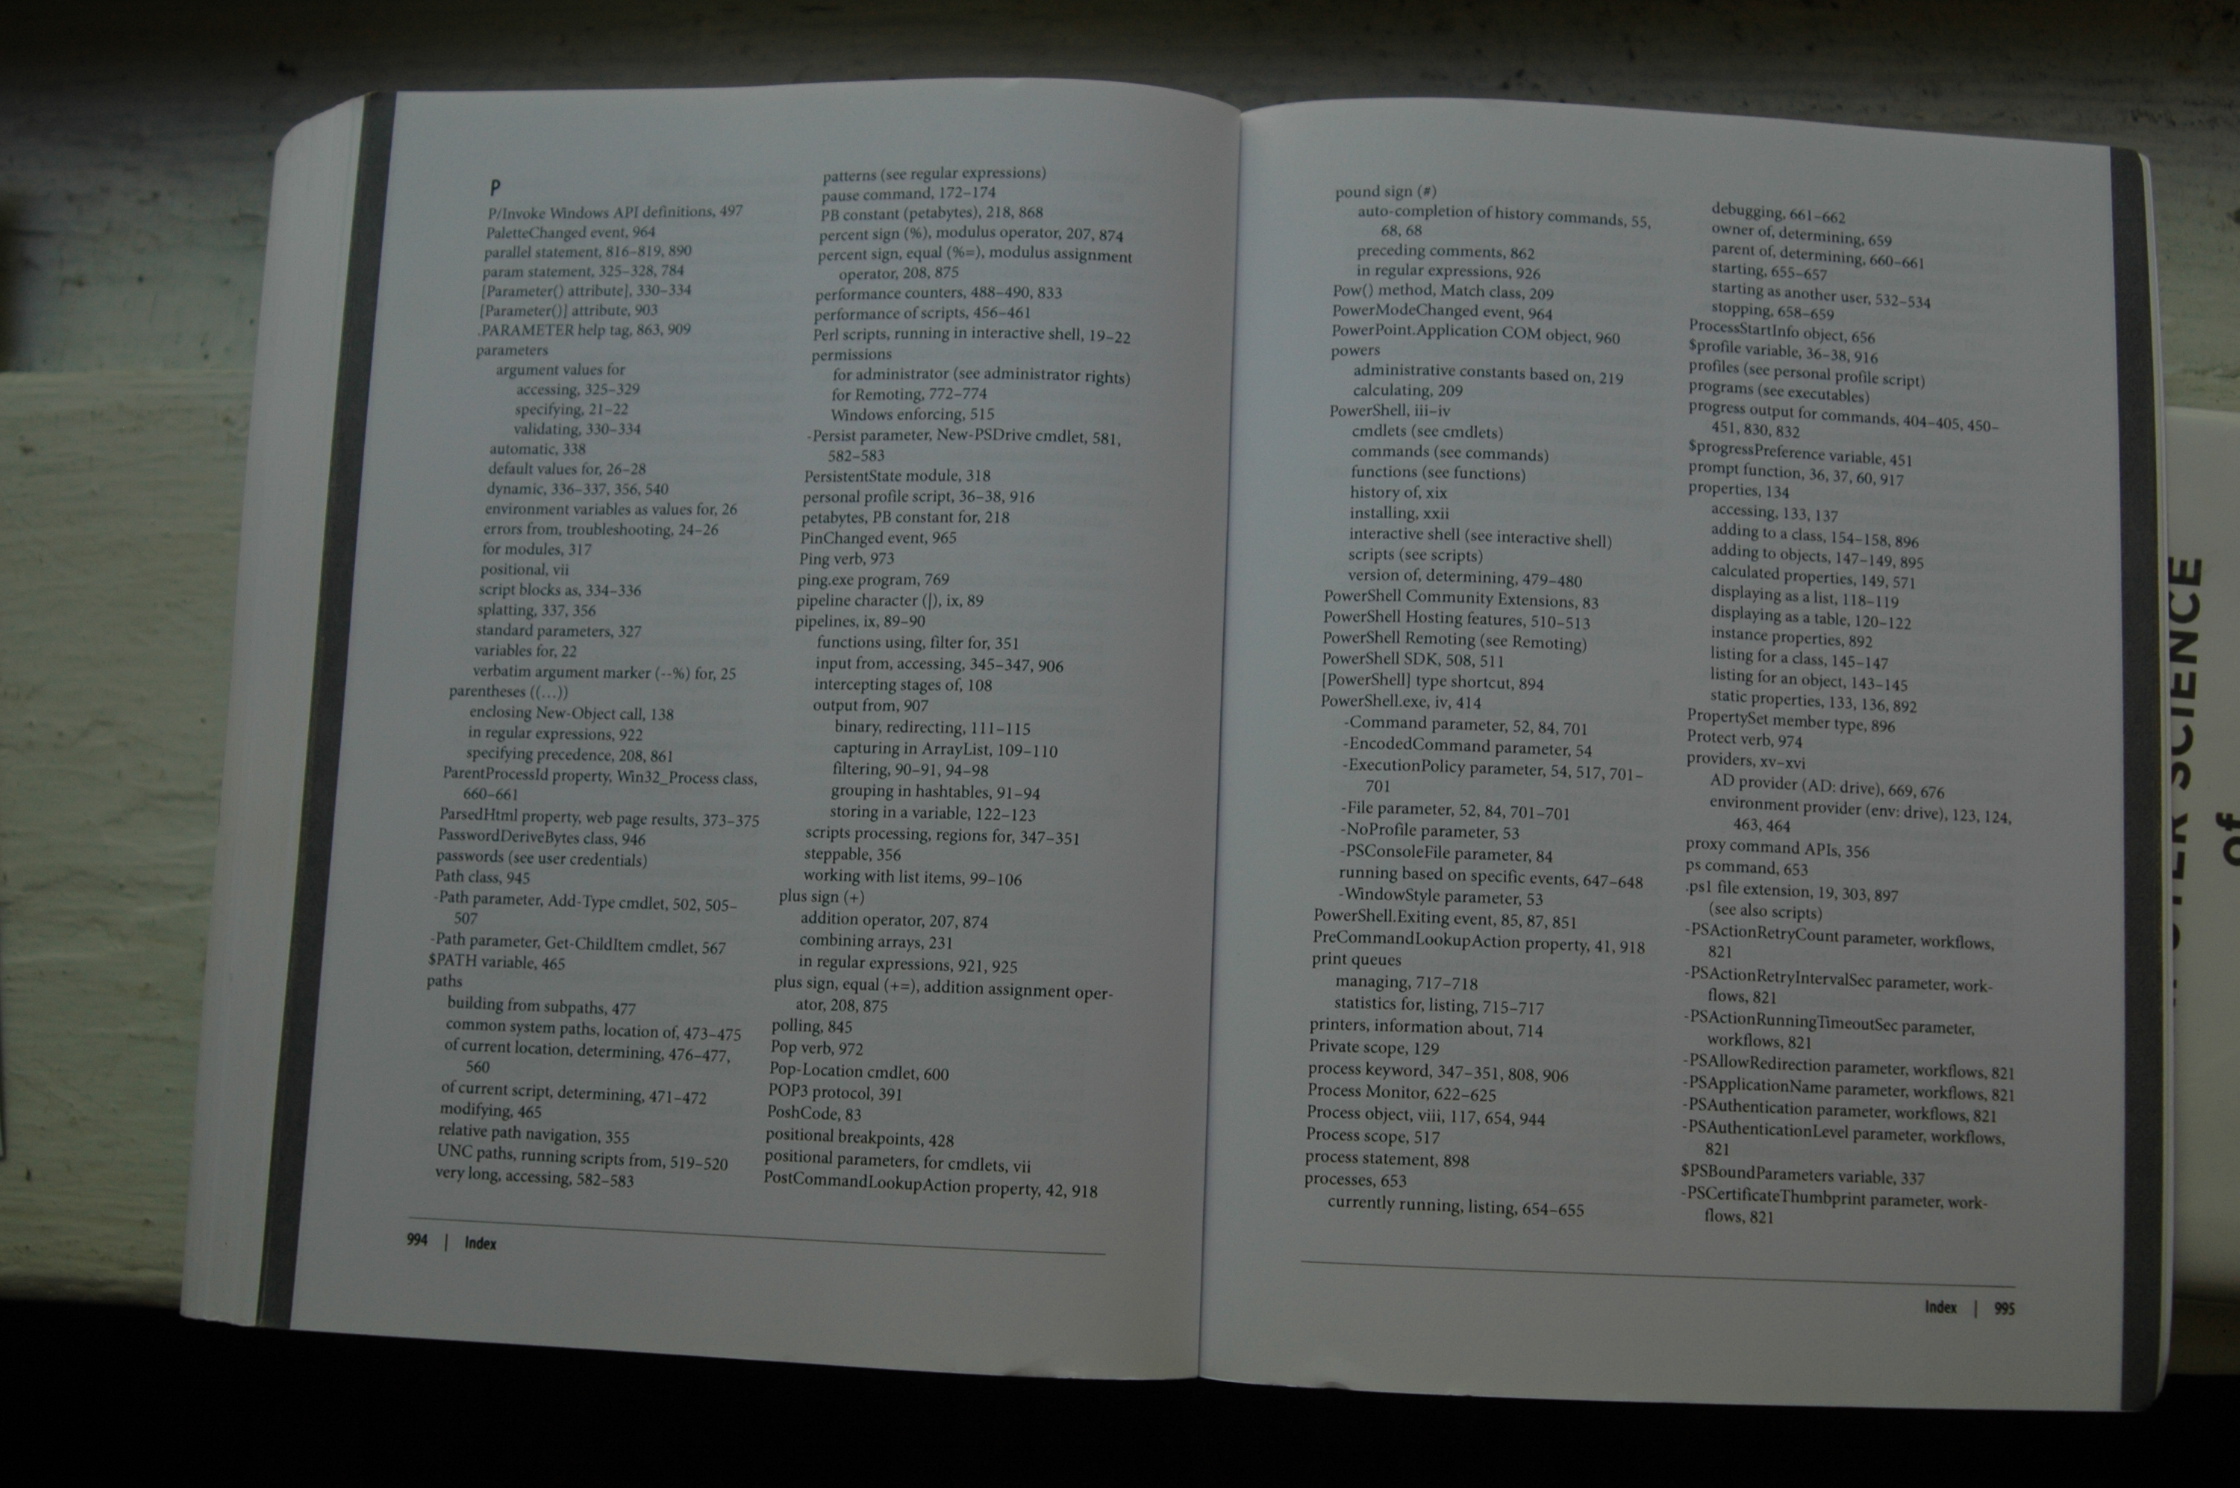 P
P/Invoke Windows API definitions, 497
PaletteChanged event, 964
parallel statement, 816–819, 890
param statement, 325–328, 784
[Parameter() attribute], 330–334
[Parameter()] attribute, 903
.PARAMETER help tag, 863, 909
parameters
argument values for
accessing, 325–329
specifying, 21–22
validating, 330–334
automatic, 338
default values for, 26–28
dynamic, 336–337, 356, 540
environment variables as values for, 26
errors from, troubleshooting, 24–26
for modules, 317
positional, vii
script blocks as, 334–336
splatting, 337, 356
standard parameters, 327
variables for, 22
verbatim argument marker (--%) for, 25
parentheses ((...))
enclosing New-Object call, 138
in regular expressions, 922
specifying precedence, 208, 861
ParentProcessId property, Win32_Process class,
660–661
ParsedHtml property, web page results, 373–375
PasswordDeriveBytes class, 946
passwords (see user credentials)
Path class, 945
-Path parameter, Add-Type cmdlet, 502, 505–
507
-Path parameter, Get-ChildItem cmdlet, 567
$PATH variable, 465
paths
building from subpaths, 477
common system paths, location of, 473–475
of current location, determining, 476–477,
560
of current script, determining, 471–472
modifying, 465
relative path navigation, 355
UNC paths, running scripts from, 519–520
very long, accessing, 582–583
patterns (see regular expressions)
pause command, 172–174
PB constant (petabytes), 218, 868
percent sign (%), modulus operator, 207, 874
percent sign, equal (%=), modulus assignment
operator, 208, 875
performance counters, 488–490, 833
performance of scripts, 456–461
Perl scripts, running in interactive shell, 19–22
permissions
for administrator (see administrator rights)
for Remoting, 772–774
Windows enforcing, 515
-Persist parameter, New-PSDrive cmdlet, 581,
582–583
PersistentState module, 318
personal profile script, 36–38, 916
petabytes, PB constant for, 218
PinChanged event, 965
Ping verb, 973
ping.exe program, 769
pipeline character (|), ix, 89
pipelines, ix, 89–90
functions using, filter for, 351
input from, accessing, 345–347, 906
intercepting stages of, 108
output from, 907
binary, redirecting, 111–115
capturing in ArrayList, 109–110
filtering, 90–91, 94–98
grouping in hashtables, 91–94
storing in a variable, 122–123
scripts processing, regions for, 347–351
steppable, 356
working with list items, 99–106
plus sign (+)
addition operator, 207, 874
combining arrays, 231
in regular expressions, 921, 925
plus sign, equal (+=), addition assignment oper-
ator, 208, 875
polling, 845
Pop verb, 972
Pop-Location cmdlet, 600
POP3 protocol, 391
PoshCode, 83
positional breakpoints, 428
positional parameters, for cmdlets, vii
PostCommandLookupAction property, 42, 918
994 | Index
pound sign (#)
auto-completion of history commands, 55,
68, 68
preceding comments, 862
in regular expressions, 926
Pow() method, Match class, 209
PowerModeChanged event, 964
PowerPoint.Application COM object, 960
powers
administrative constants based on, 219
calculating, 209
PowerShell, iii–iv
cmdlets (see cmdlets)
commands (see commands)
functions (see functions)
history of, xix
installing, xxii
interactive shell (see interactive shell)
scripts (see scripts)
version of, determining, 479–480
PowerShell Community Extensions, 83
PowerShell Hosting features, 510–513
PowerShell Remoting (see Remoting)
PowerShell SDK, 508, 511
[PowerShell] type shortcut, 894
PowerShell.exe, iv, 414
-Command parameter, 52, 84, 701
-EncodedCommand parameter, 54
-ExecutionPolicy parameter, 54, 517, 701–
701
-File parameter, 52, 84, 701–701
-NoProfile parameter, 53
-PSConsoleFile parameter, 84
running based on specific events, 647–648
-WindowStyle parameter, 53
PowerShell.Exiting event, 85, 87, 851
PreCommandLookupAction property, 41, 918
print queues
managing, 717–718
statistics for, listing, 715–717
printers, information about, 714
Private scope, 129
process keyword, 347–351, 808, 906
Process Monitor, 622–625
Process object, viii, 117, 654, 944
Process scope, 517
process statement, 898
processes, 653
currently running, listing, 654–655
debugging, 661–662
owner of, determining, 659
parent of, determining, 660–661
starting, 655–657
starting as another user, 532–534
stopping, 658–659
ProcessStartInfo object, 656
$profile variable, 36–38, 916
profiles (see personal profile script)
programs (see executables)
progress output for commands, 404–405, 450–
451, 830, 832
$progressPreference variable, 451
prompt function, 36, 37, 60, 917
properties, 134
accessing, 133, 137
adding to a class, 154–158, 896
adding to objects, 147–149, 895
calculated properties, 149, 571
displaying as a list, 118–119
displaying as a table, 120–122
instance properties, 892
listing for a class, 145–147
listing for an object, 143–145
static properties, 133, 136, 892
PropertySet member type, 896
Protect verb, 974
providers, xv–xvi
AD provider (AD: drive), 669, 676
environment provider (env: drive), 123, 124,
463, 464
proxy command APIs, 356
ps command, 653
.ps1 file extension, 19, 303, 897
(see also scripts)
-PSActionRetryCount parameter, workflows,
821
-PSActionRetryIntervalSec parameter, work-
flows, 821
-PSActionRunningTimeoutSec parameter,
workflows, 821
-PSAllowRedirection parameter, workflows, 821
-PSApplicationName parameter, workflows, 821
-PSAuthentication parameter, workflows, 821
-PSAuthenticationLevel parameter, workflows,
821
$PSBoundParameters variable, 337
-PSCertificateThumbprint parameter, work-
flows, 821
Index | 995
SCIENCE
of